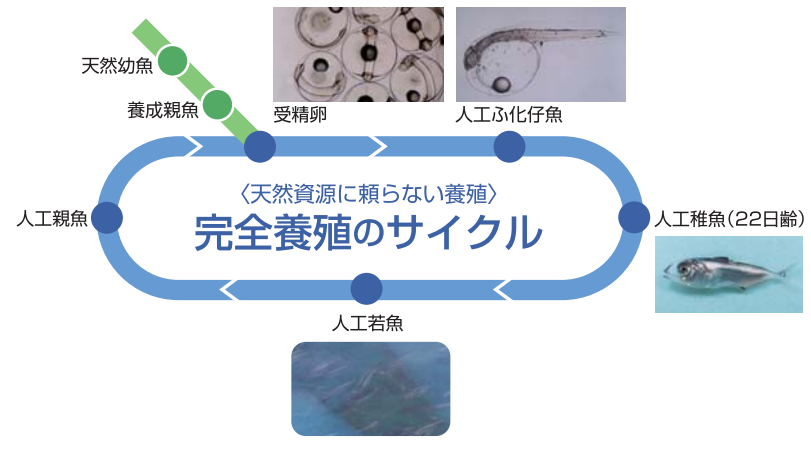 天然幼魚
養成親魚
受精卵
人工ふ化仔魚
人工親魚
〈天然資源に頼らない養殖〉
完全養殖のサイクル
人工稚魚(22日齢)
人工若魚